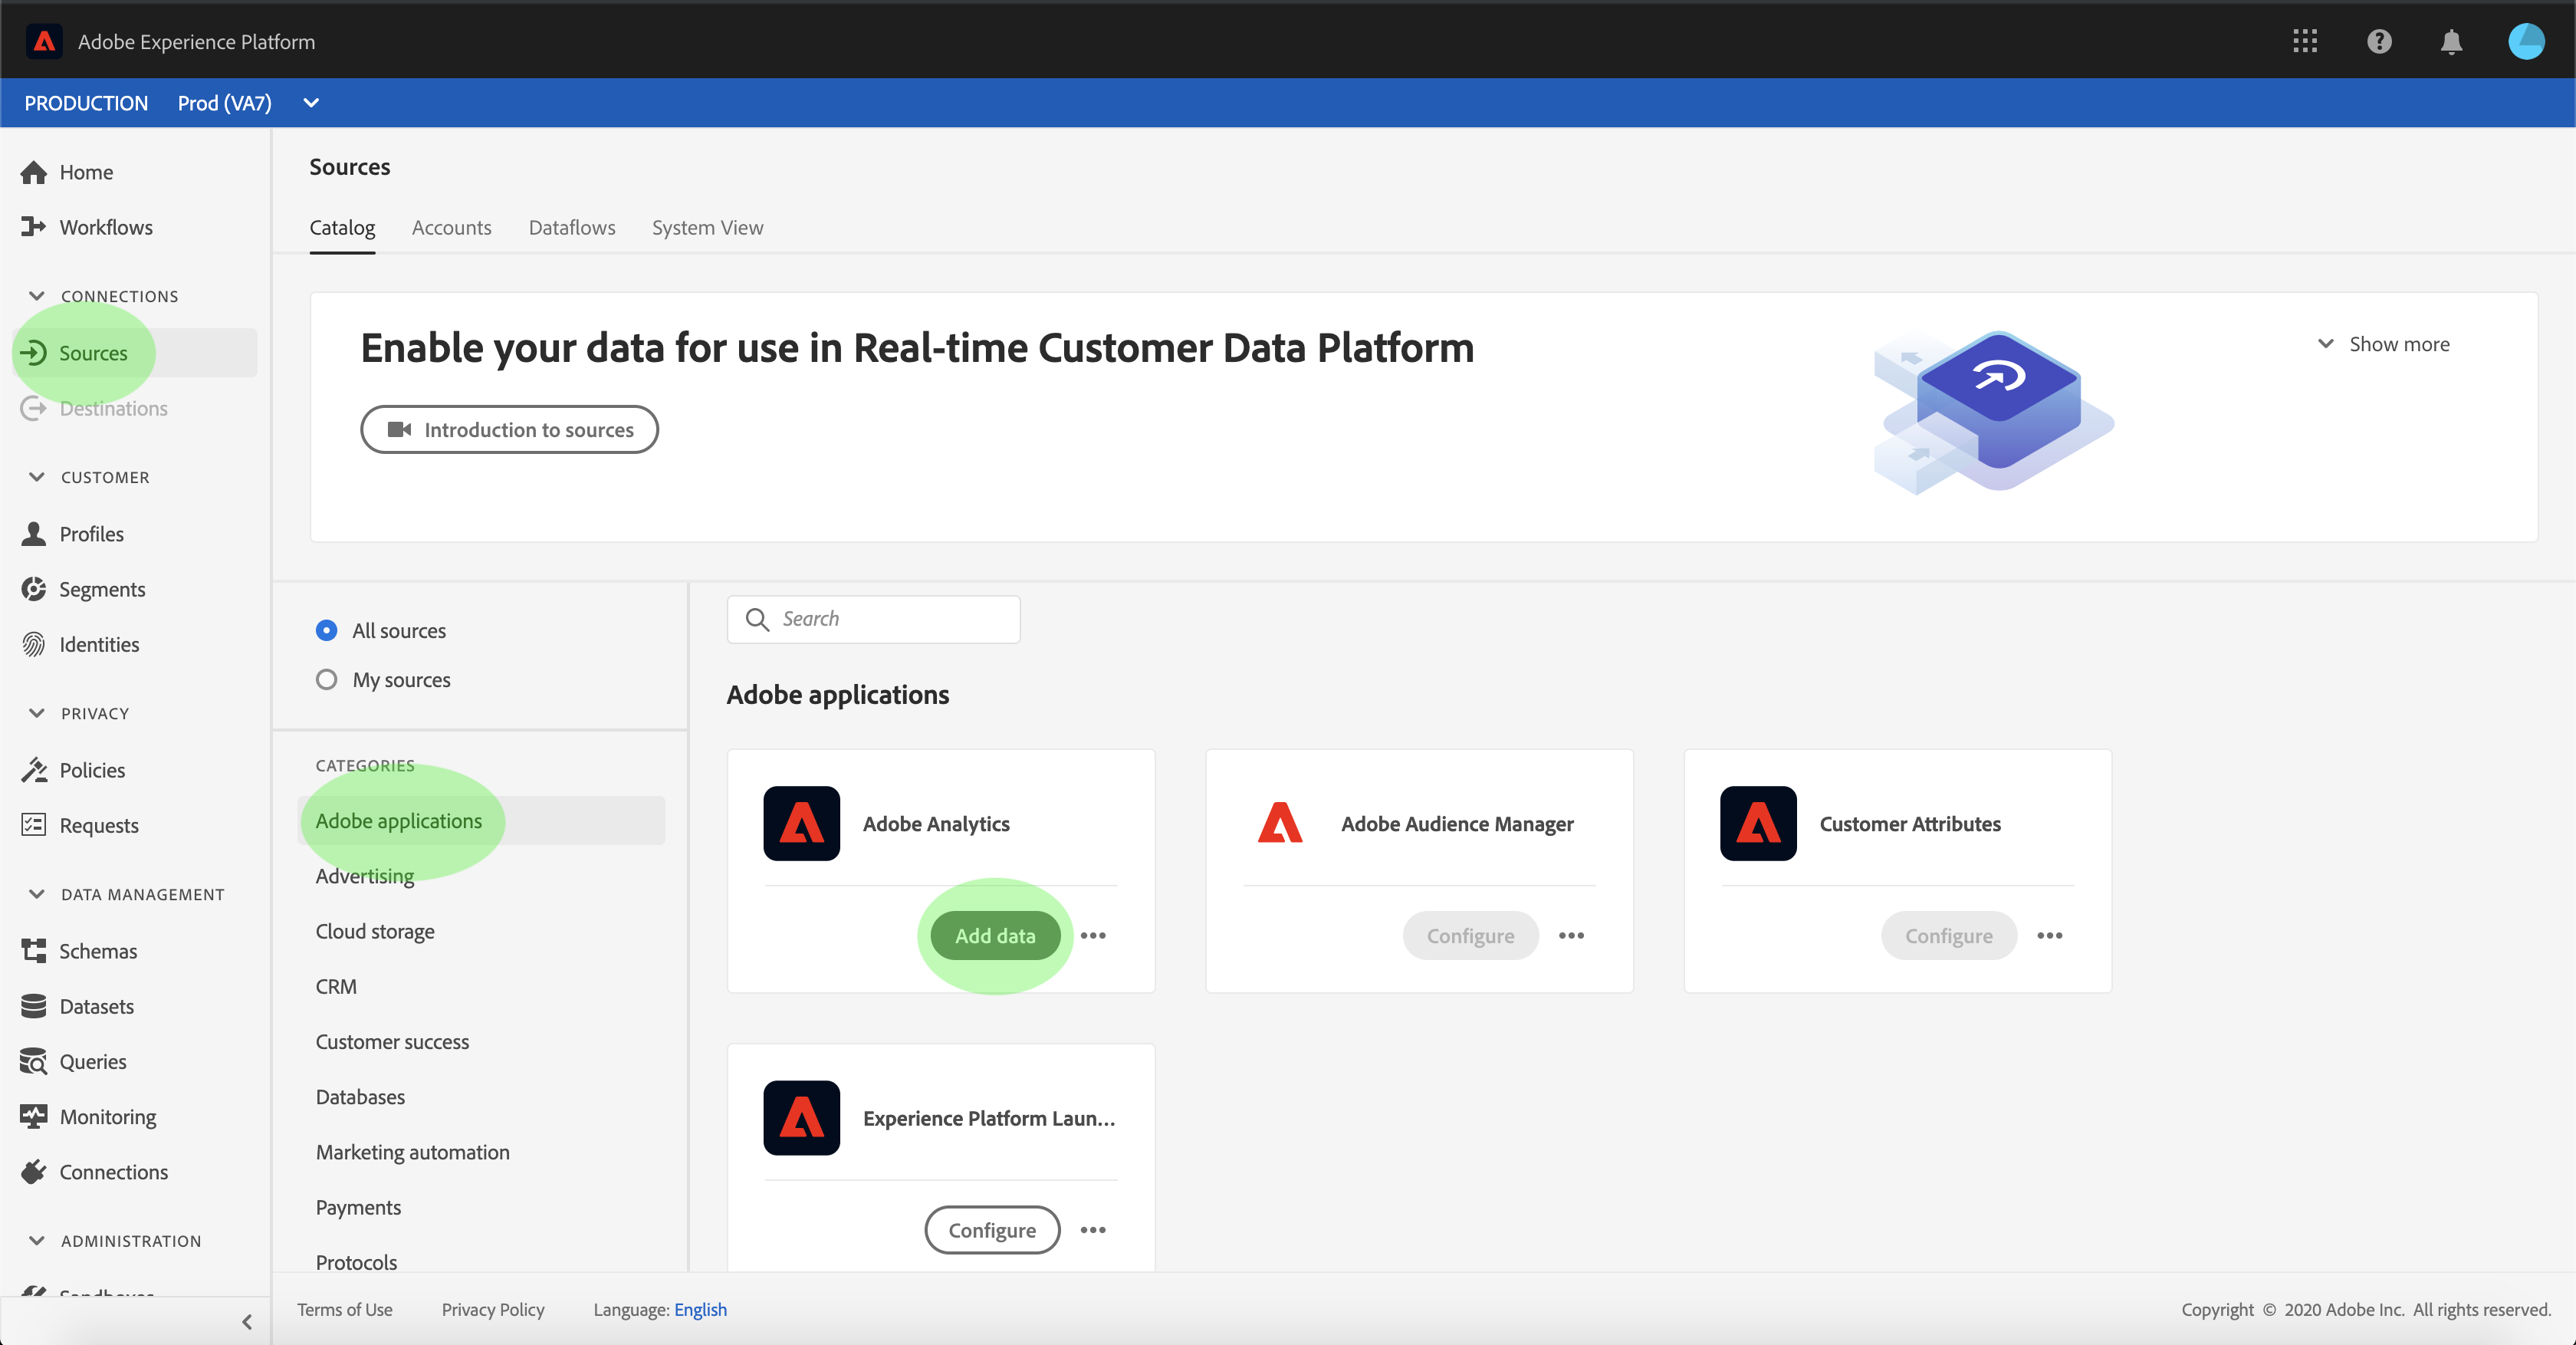 Adobe Experience Platform
PRODUCTION Prod (VA7)
Home
Workflows
CONNECTIONS
Sources
Destinations
CUSTOMER
Profiles
Segments
Identities
PRIVACY
Policies
Requests
DATA MANAGEMENT
Schemas
Datasets
Queries
Monitoring
Connections
ADMINISTRATION
Sandboxes
Sources
Catalog Accounts Dataflows System View
Enable your data for use in Real-time Customer Data Platform
Show more
Introduction to sources
All sources
My sources
CATEGORIES
Adobe applications
Advertising
Cloud storage
CRM
Customer success
Databases
Marketing automation
Payments
Protocols
Search
Adobe applications
Adobe Analytics
Add data
Adobe Audience Manager
Configure
Customer Attributes
Configure
Experience Platform Laun...
Configure
Terms of Use Privacy Policy Language: English
Copyright © 2020 Adobe Inc. All rights reserved.